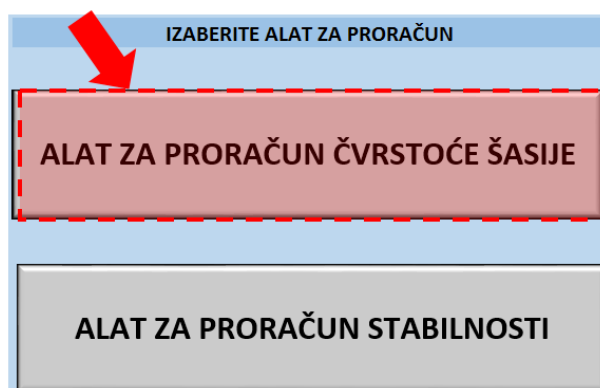 IZABERITE ALAT ZA PRORAČUN
ALAT ZA PRORAČUN ČVRSTOĆE ŠASIJE
ALAT ZA PRORAČUN STABILNOSTI